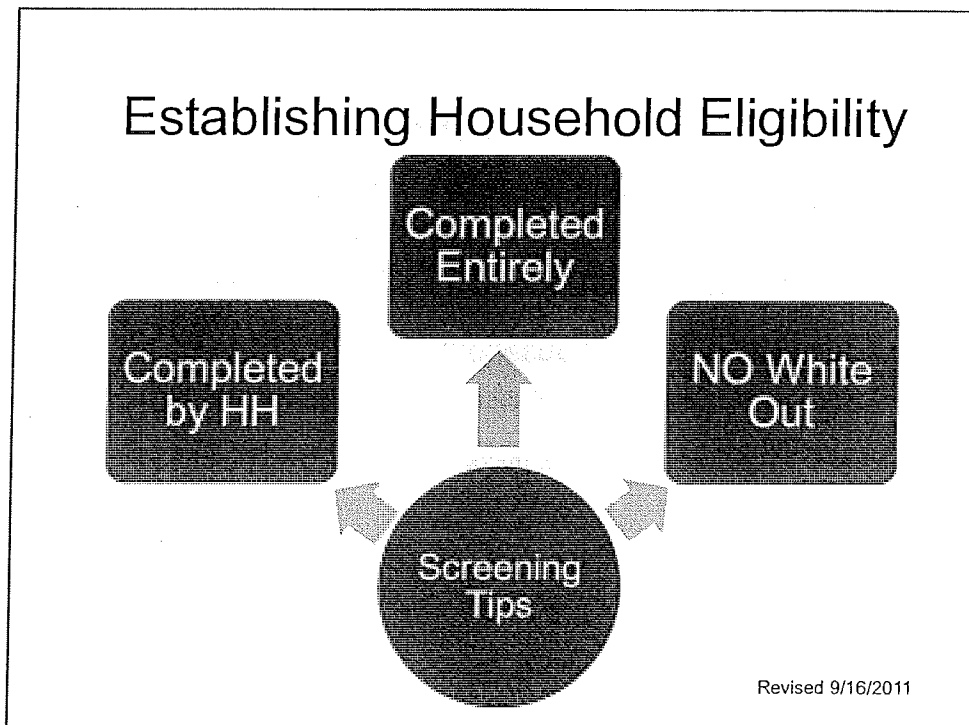 Establishing Household Eligibility
Completed
Entirely
Completed
by HH
NO White
Out
Screening
Tips
Revised 9/16/2011